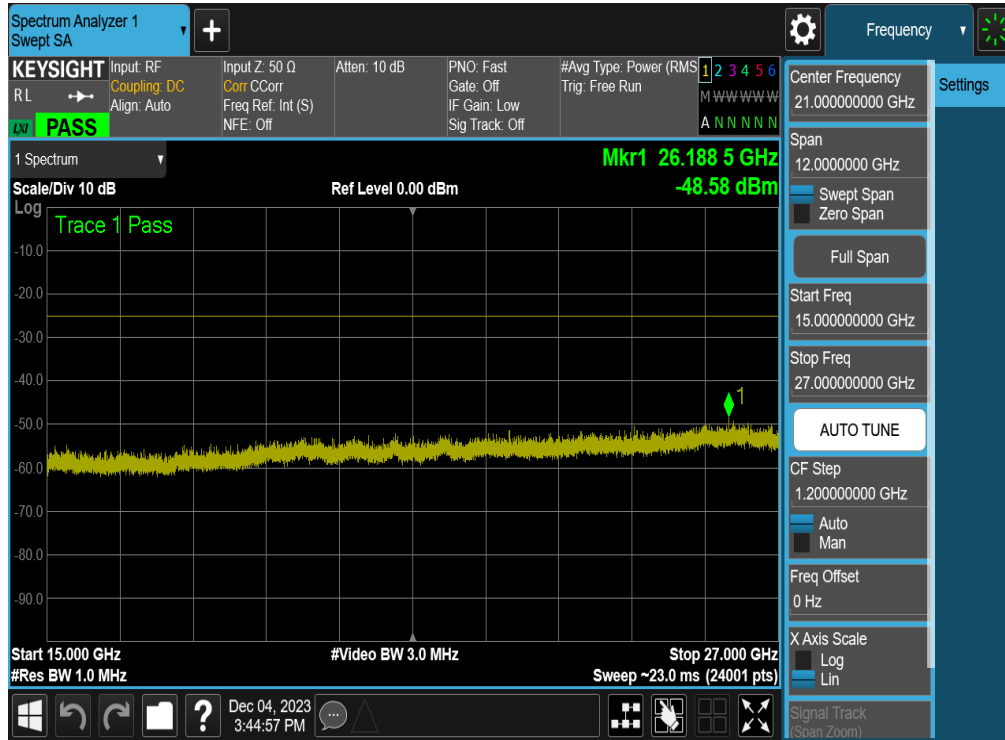 Spectrum Analyzer 1
Swept SA
+
Frequency
KEYSIGHT
RL
LXI
PASS
Input: RF
Coupling: DC
Align: Auto
Input Z: 50 Ω
Corr CCorr
Freq Ref: Int (S)
NFE: Off
Atten: 10 dB
PNO: Fast
Gate: Off
IF Gain: Low
Sig Track: Off
#Avg Type: Power (RMS
Trig: Free Run
1 2 3 4 5 6
M W W W W W
A N N N N N
1 Spectrum
Mkr1 26.188 5 GHz
Scale/Div 10 dB
Ref Level 0.00 dBm
-48.58 dBm
Log
Trace 1 Pass
-10.0
-20.0
-30.0
-40.0
1
-50.0
-60.0
-70.0
-80.0
-90.0
Start 15.000 GHz
#Video BW 3.0 MHz
Stop 27.000 GHz
#Res BW 1.0 MHz
Sweep ~23.0 ms (24001 pts)
Center Frequency
21.000000000 GHz
Span
12.0000000 GHz
Swept Span
Zero Span
Full Span
Start Freq
15.000000000 GHz
Stop Freq
27.000000000 GHz
AUTO TUNE
CF Step
1.200000000 GHz
Auto
Man
Freq Offset
0 Hz
X Axis Scale
Log
Lin
Signal Track
(Span Zoom)
Settings
?
Dec 04, 2023
3:44:57 PM